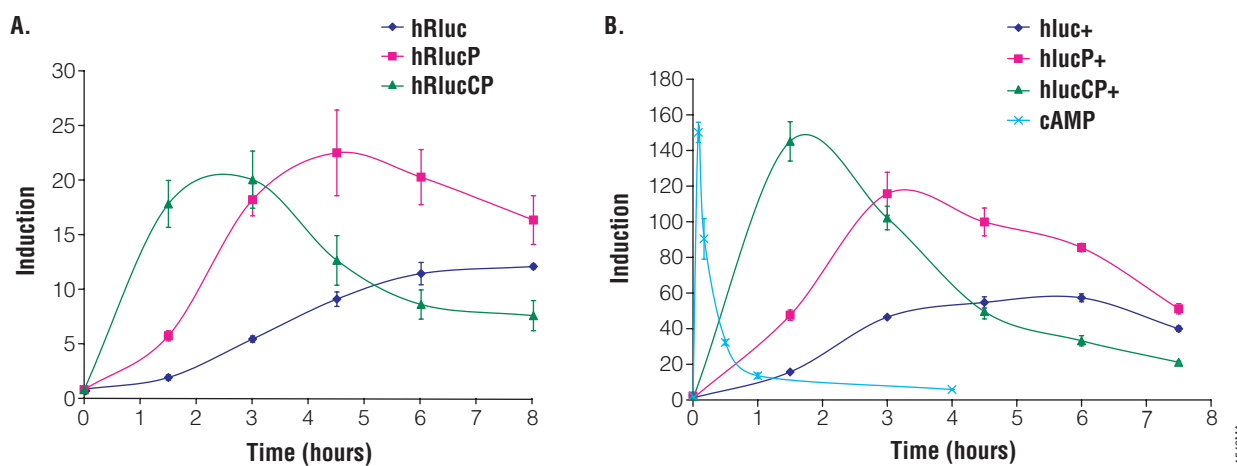 A.
hRluc
hRlucP
hRlucCP
30
25
20
15
10
5
0
Induction
0 1 2 3 4 5 6 7 8
Time (hours)
B.
hluc+
hlucP+
hlucCP+
cAMP
180
160
140
120
100
80
60
40
20
0
Induction
0 1 2 3 4 5 6 7 8
Time (hours)